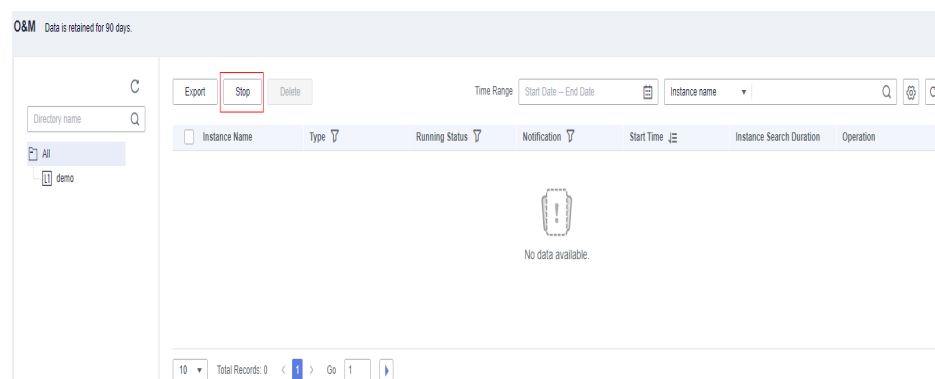 O&M Data is retained for 90 days.
Export Stop Delete Time Range Start Date – End Date Instance name
Directory name
Instance Name Type Running Status Notification Start Time Instance Search Duration Operation
All
L1 demo
!
No data available.
10 Total Records: 0 < 1 > Go 1